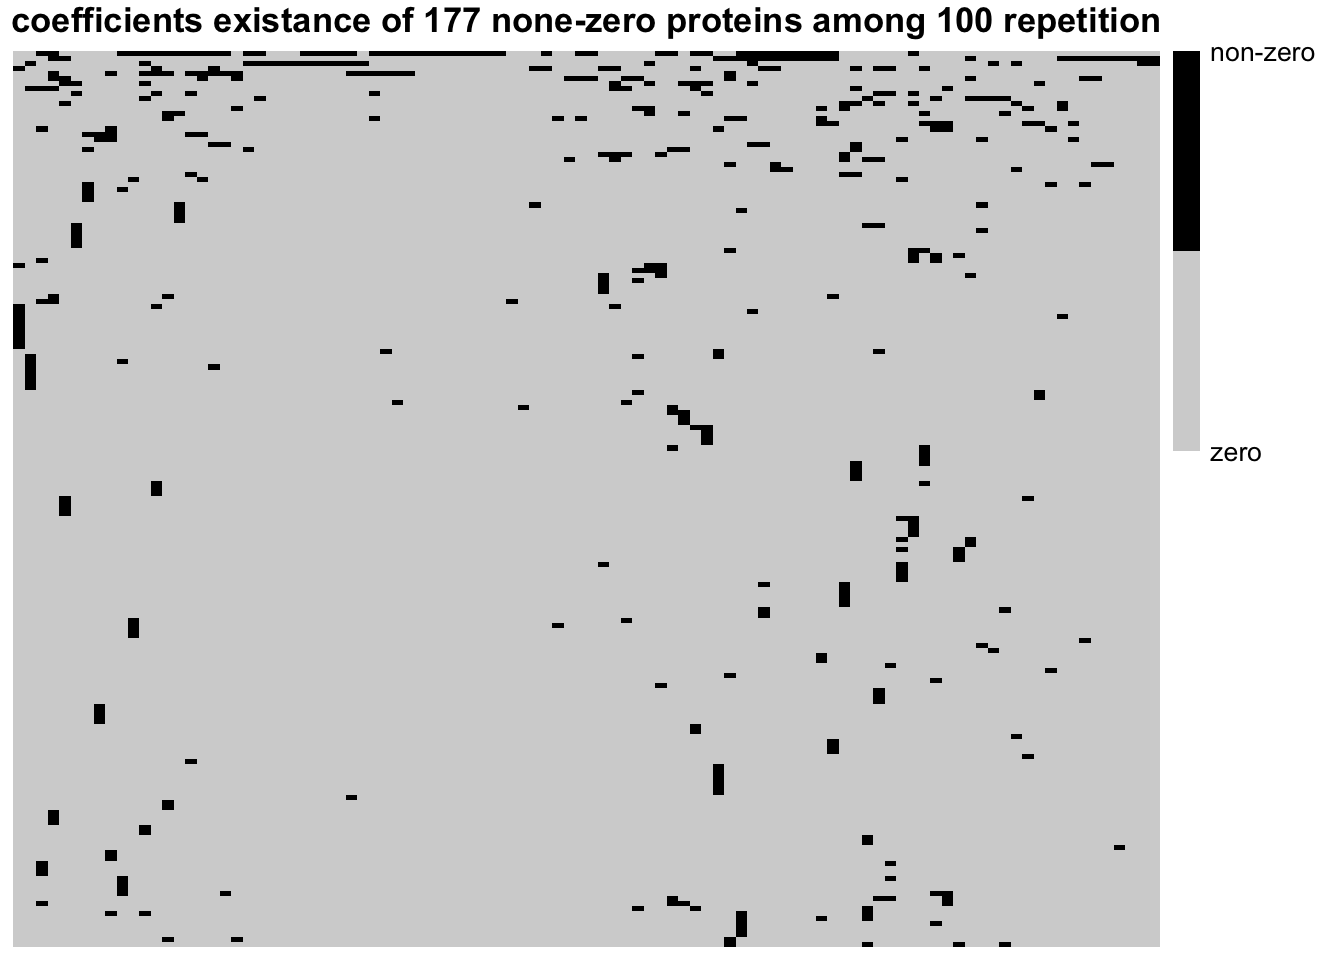 coefficients existance of 177 none-zero proteins among 100 repetition
non-zero
zero